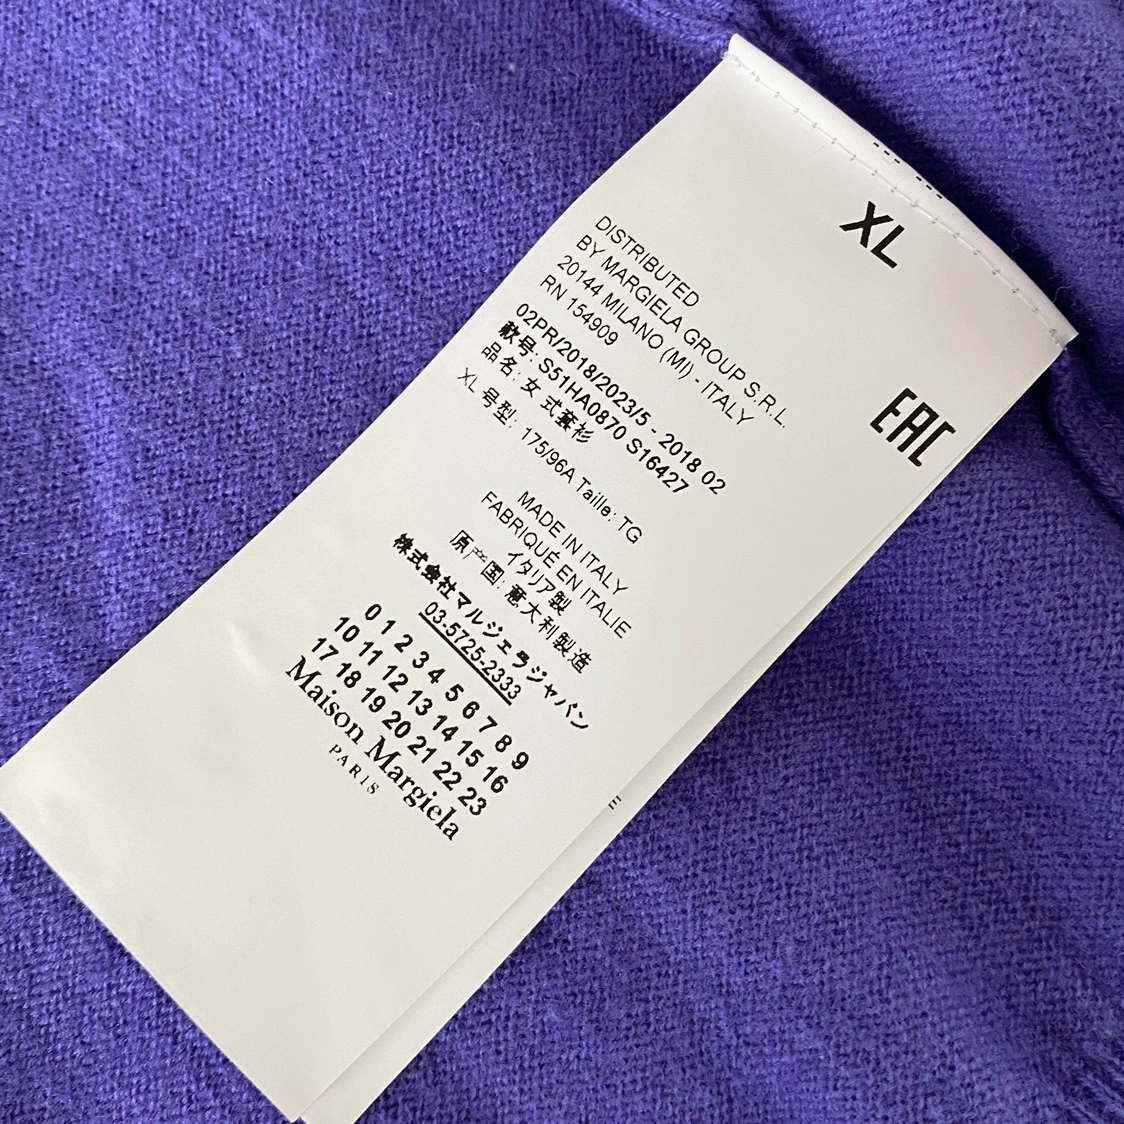 XL
EAC
DISTRIBUTED
BY MARGIELA GROUP S.R.L.
20144 MILANO (MI) - ITALY
RN 154909
02PR/2018/2023/5 - 2018 02
款号: S51HA0870 S16427
品名: 女 式套衫
XL 号型: 175/96A Taille: TG
MADE IN ITALY
FABRIQUÉ EN ITALIE
イタリア製
原产国: 意大利製造
株式会社マルジェラジャパン
03-5725-2333
0 1 2 3 4 5 6 7 8 9
10 11 12 13 14 15 16
17 18 19 20 21 22 23
Maison Margiela
PARIS